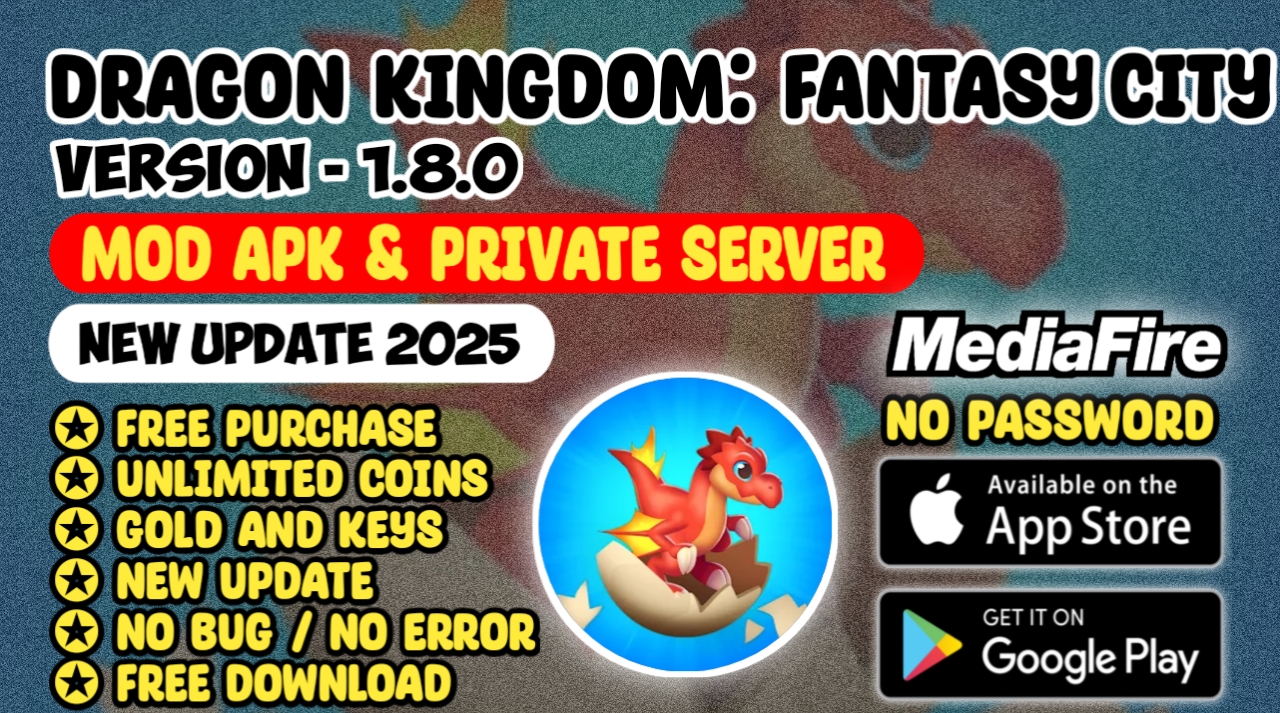 DRAGON KINGDOM: FANTASY CITY
VERSION - 1.8.0
MOD APK & PRIVATE SERVER
NEW UPDATE 2025
FREE PURCHASE
UNLIMITED COINS
GOLD AND KEYS
NEW UPDATE
NO BUG / NO ERROR
FREE DOWNLOAD
MediaFire
NO PASSWORD
Available on the
App Store
GET IT ON
Google Play